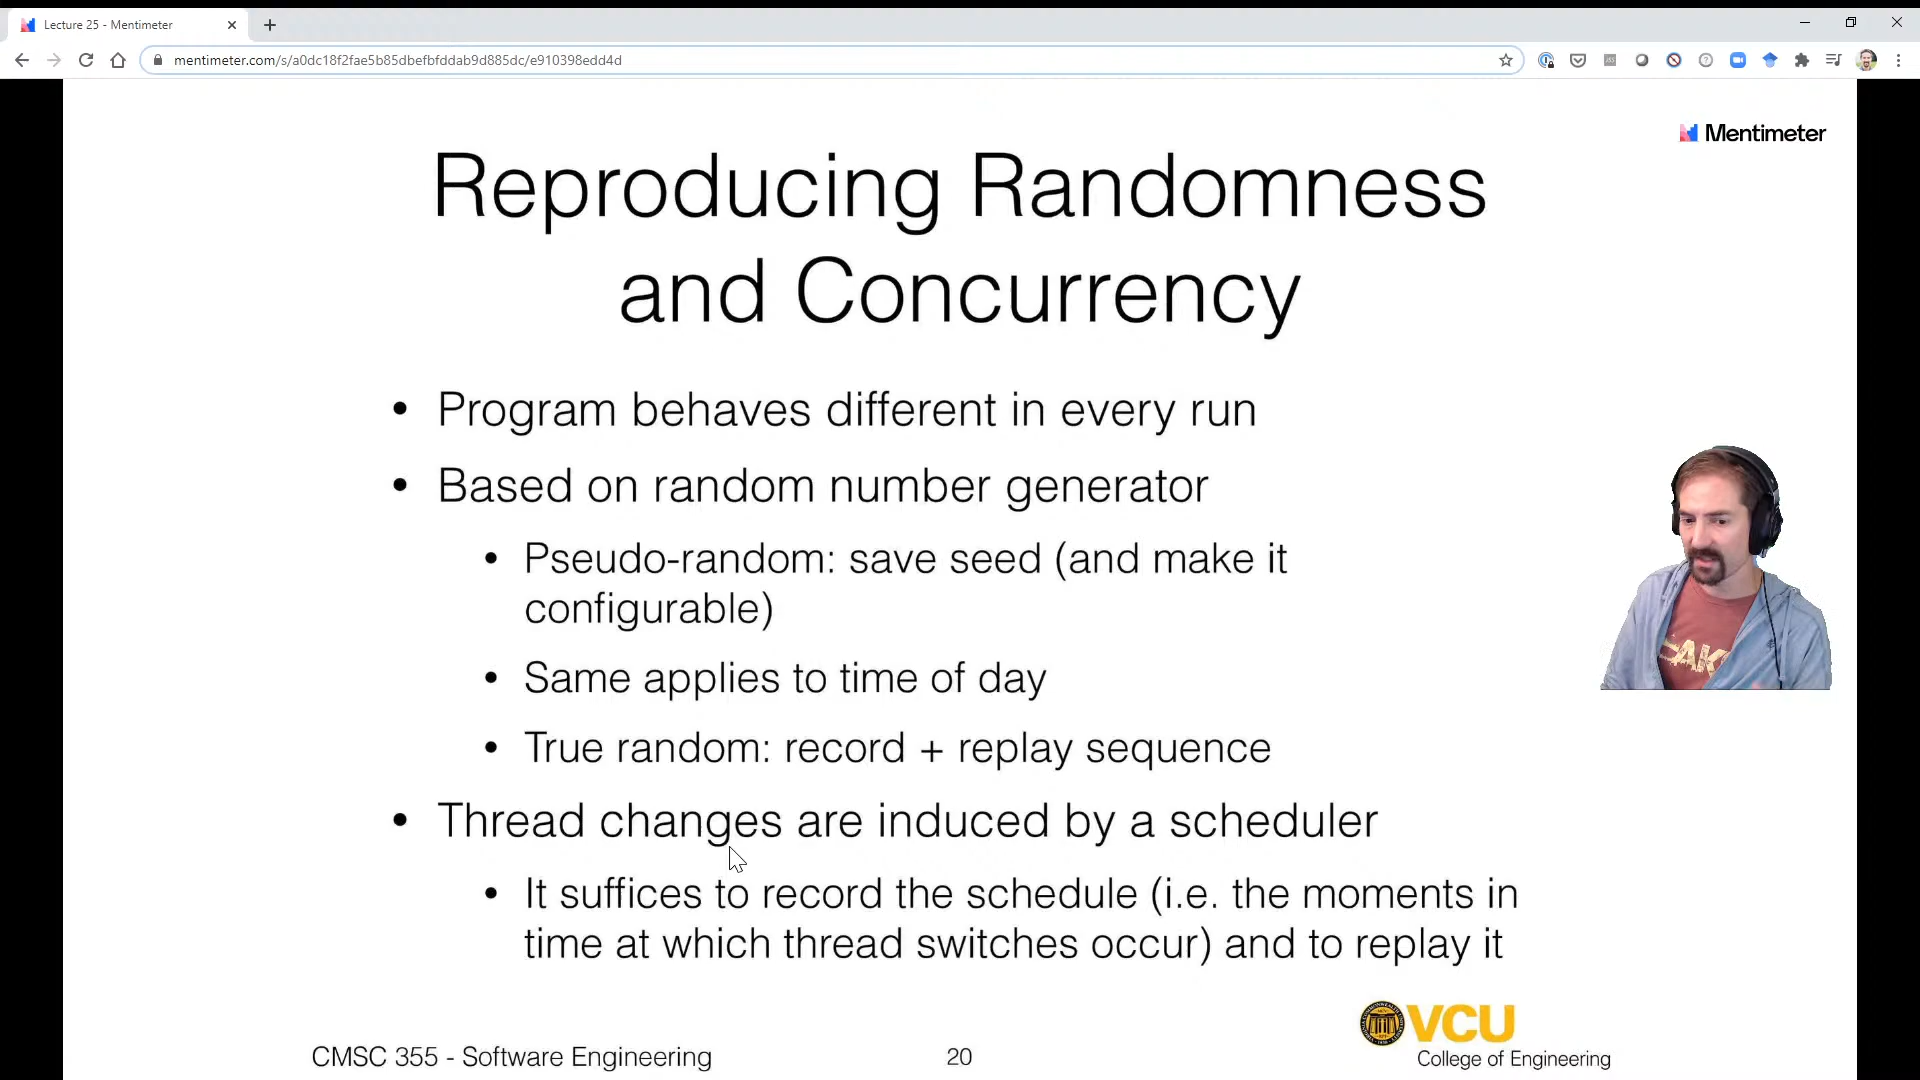 Lecture 25 - Mentimeter
mentimeter.com/s/a0dc18f2fae5b85dbefbfddab9d885dc/e910398edd4d
Mentimeter
Reproducing Randomness
and Concurrency
• Program behaves different in every run
• Based on random number generator
• Pseudo-random: save seed (and make it
configurable)
• Same applies to time of day
• True random: record + replay sequence
• Thread changes are induced by a scheduler
• It suffices to record the schedule (i.e. the moments in
time at which thread switches occur) and to replay it
CMSC 355 - Software Engineering
20
VCU
College of Engineering